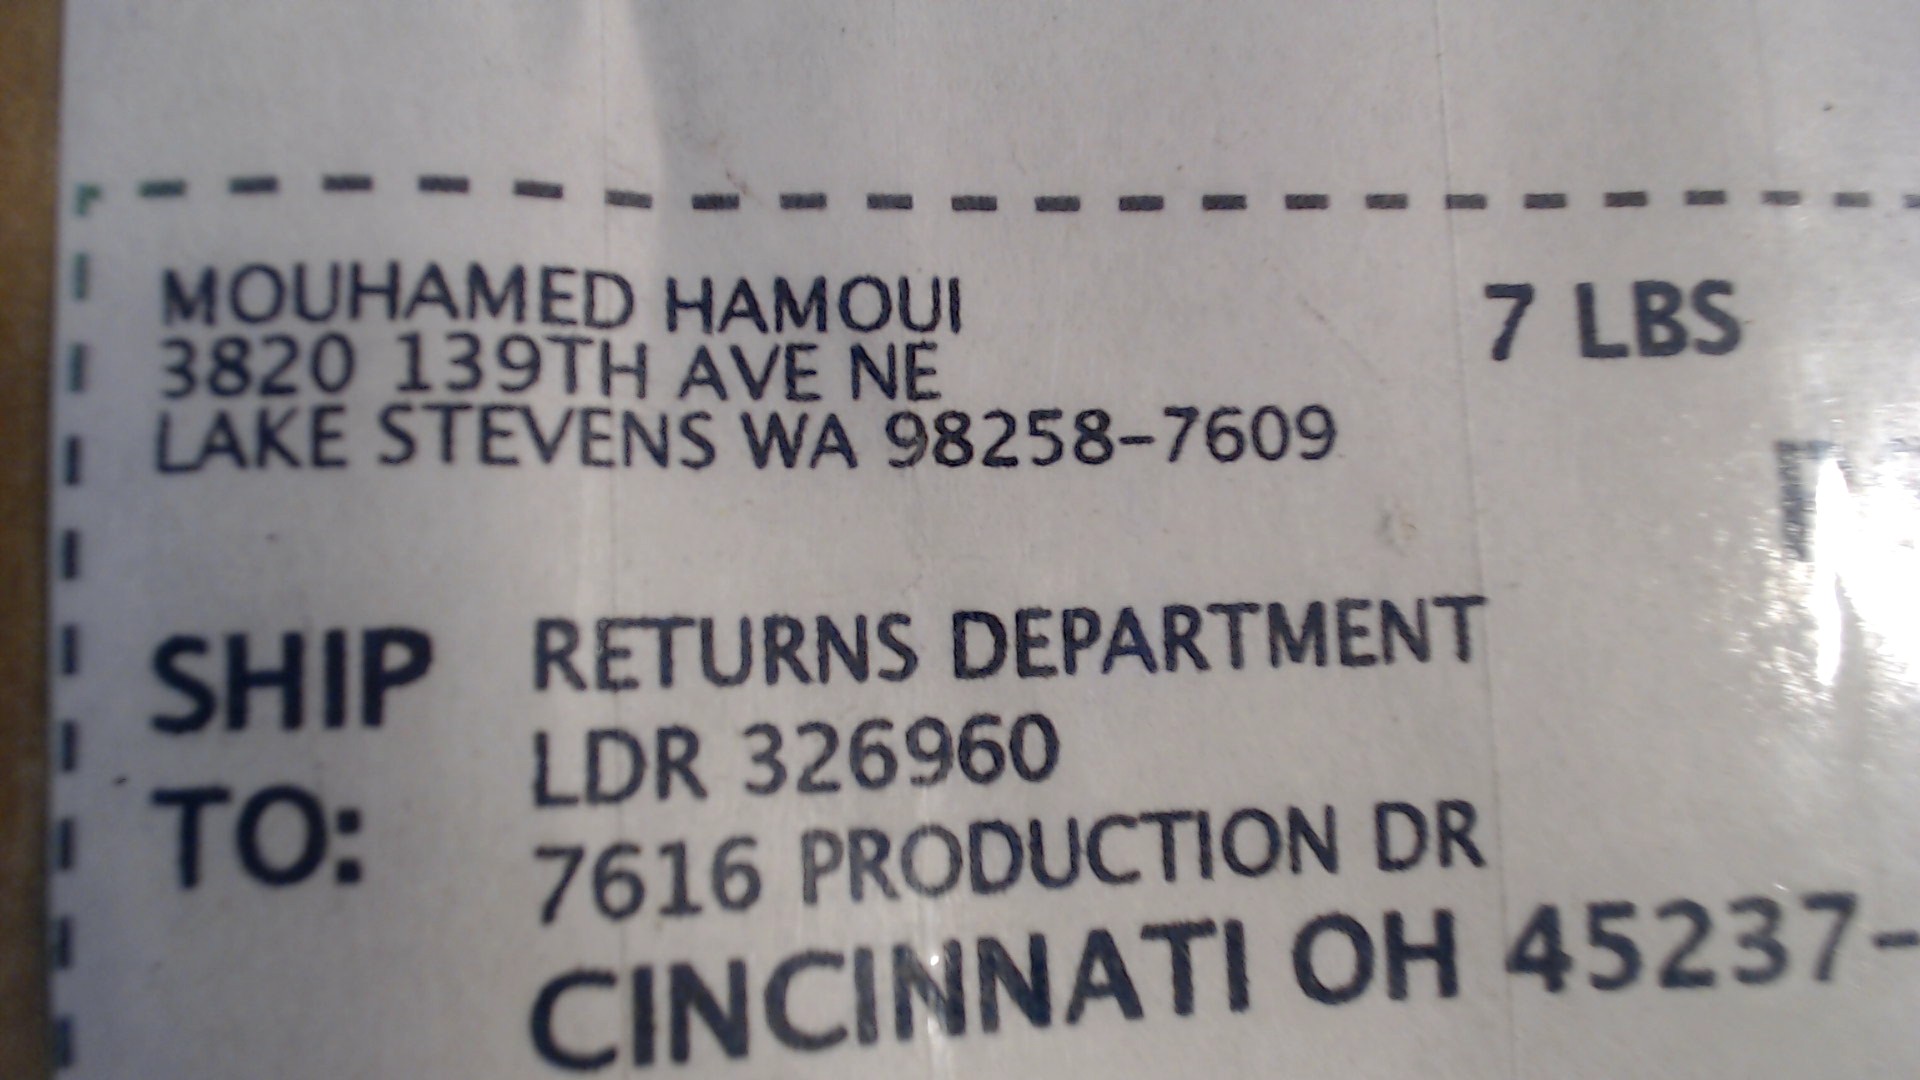 MOUHAMED HAMOUI
7 LBS
3820 139TH AVE NE
LAKE STEVENS WA 98258-7609
SHIP
TO:
RETURNS DEPARTMENT
LDR 326960
7616 PRODUCTION DR
CINCINNATI OH 45237-